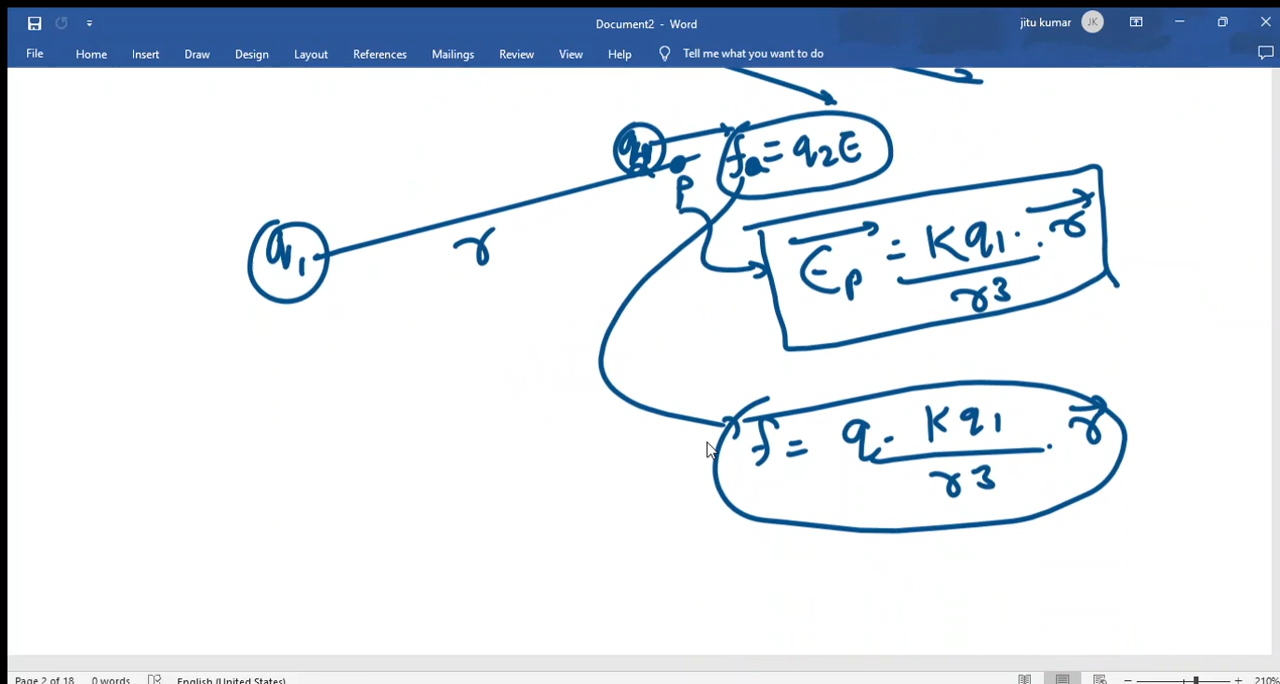 Document2 - Word
jitu kumar JK
File Home Insert Draw Design Layout References Mailings Review View Help Tell me what you want to do
f = q2E
P
q1
r
Ep = Kq1 . r
r3
f = q . Kq1 . r
r3
Page 2 of 18 0 words English (United States) 210%